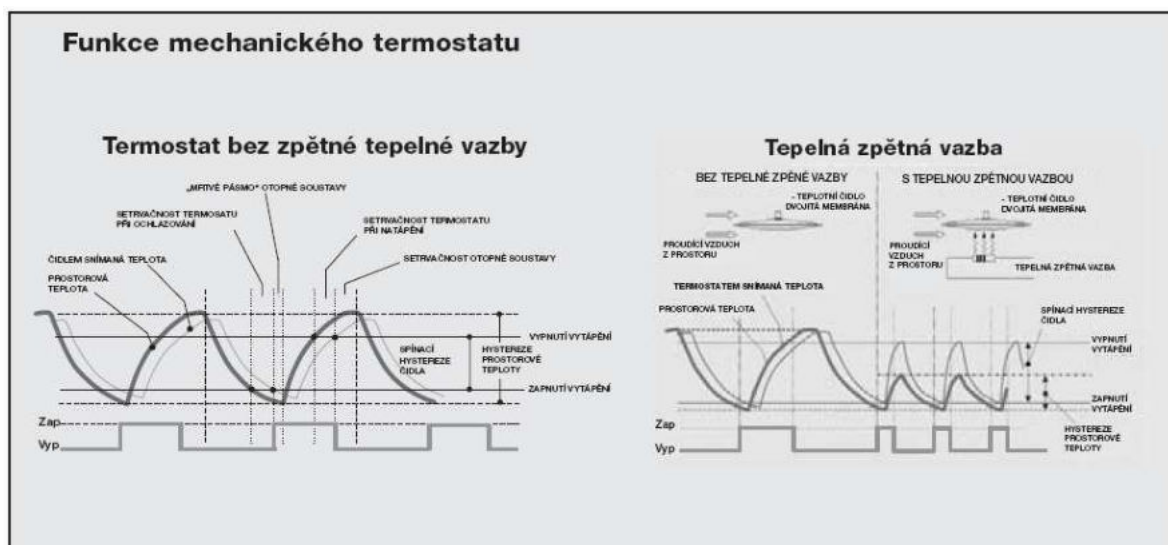 Funkce mechanického termostatu
Termostat bez zpětné tepelné vazby
„MRTVÉ PÁSMO“ OTOPNÉ SOUSTAVY
SETRVAČNOST TERMOSATU
PŘI OCHLAZOVÁNÍ
SETRVAČNOST TERMOSTATU
PŘI NATÁPĚNÍ
ČIDLEM SNÍMANÁ TEPLOTA
SETRVAČNOST OTOPNÉ SOUSTAVY
PROSTOROVÁ
TEPLOTA
VYPNUTÍ VYTÁPĚNÍ
SPÍNACÍ
HYSTEREZE
ČIDLA
HYSTEREZE
PROSTOROVÉ
TEPLOTY
ZAPNUTÍ VYTÁPĚNÍ
Zap
Vyp
Tepelná zpětná vazba
BEZ TEPELNÉ ZPĚNÉ VAZBY
- TEPLOTNÍ ČIDLO
DVOJITÁ MEMBRÁNA
PROUDÍCÍ VZDUCH
Z PROSTORU
S TEPELNOU ZPĚTNOU VAZBOU
- TEPLOTNÍ ČIDLO
DVOJITÁ MEMBRÁNA
PROUDÍCÍ
VZDUCH
Z PROSTORU
TEPELNÁ ZPĚTNÁ VAZBA
TERMOSTATEM SNÍMANÁ TEPLOTA
PROSTOROVÁ TEPLOTA
SPÍNACÍ HYSTEREZE
ČIDLA
VYPNUTÍ
VYTÁPĚNÍ
ZAPNUTÍ
VYTÁPĚNÍ
HYSTEREZE
PROSTOROVÉ
TEPLOTY
Zap
Vyp